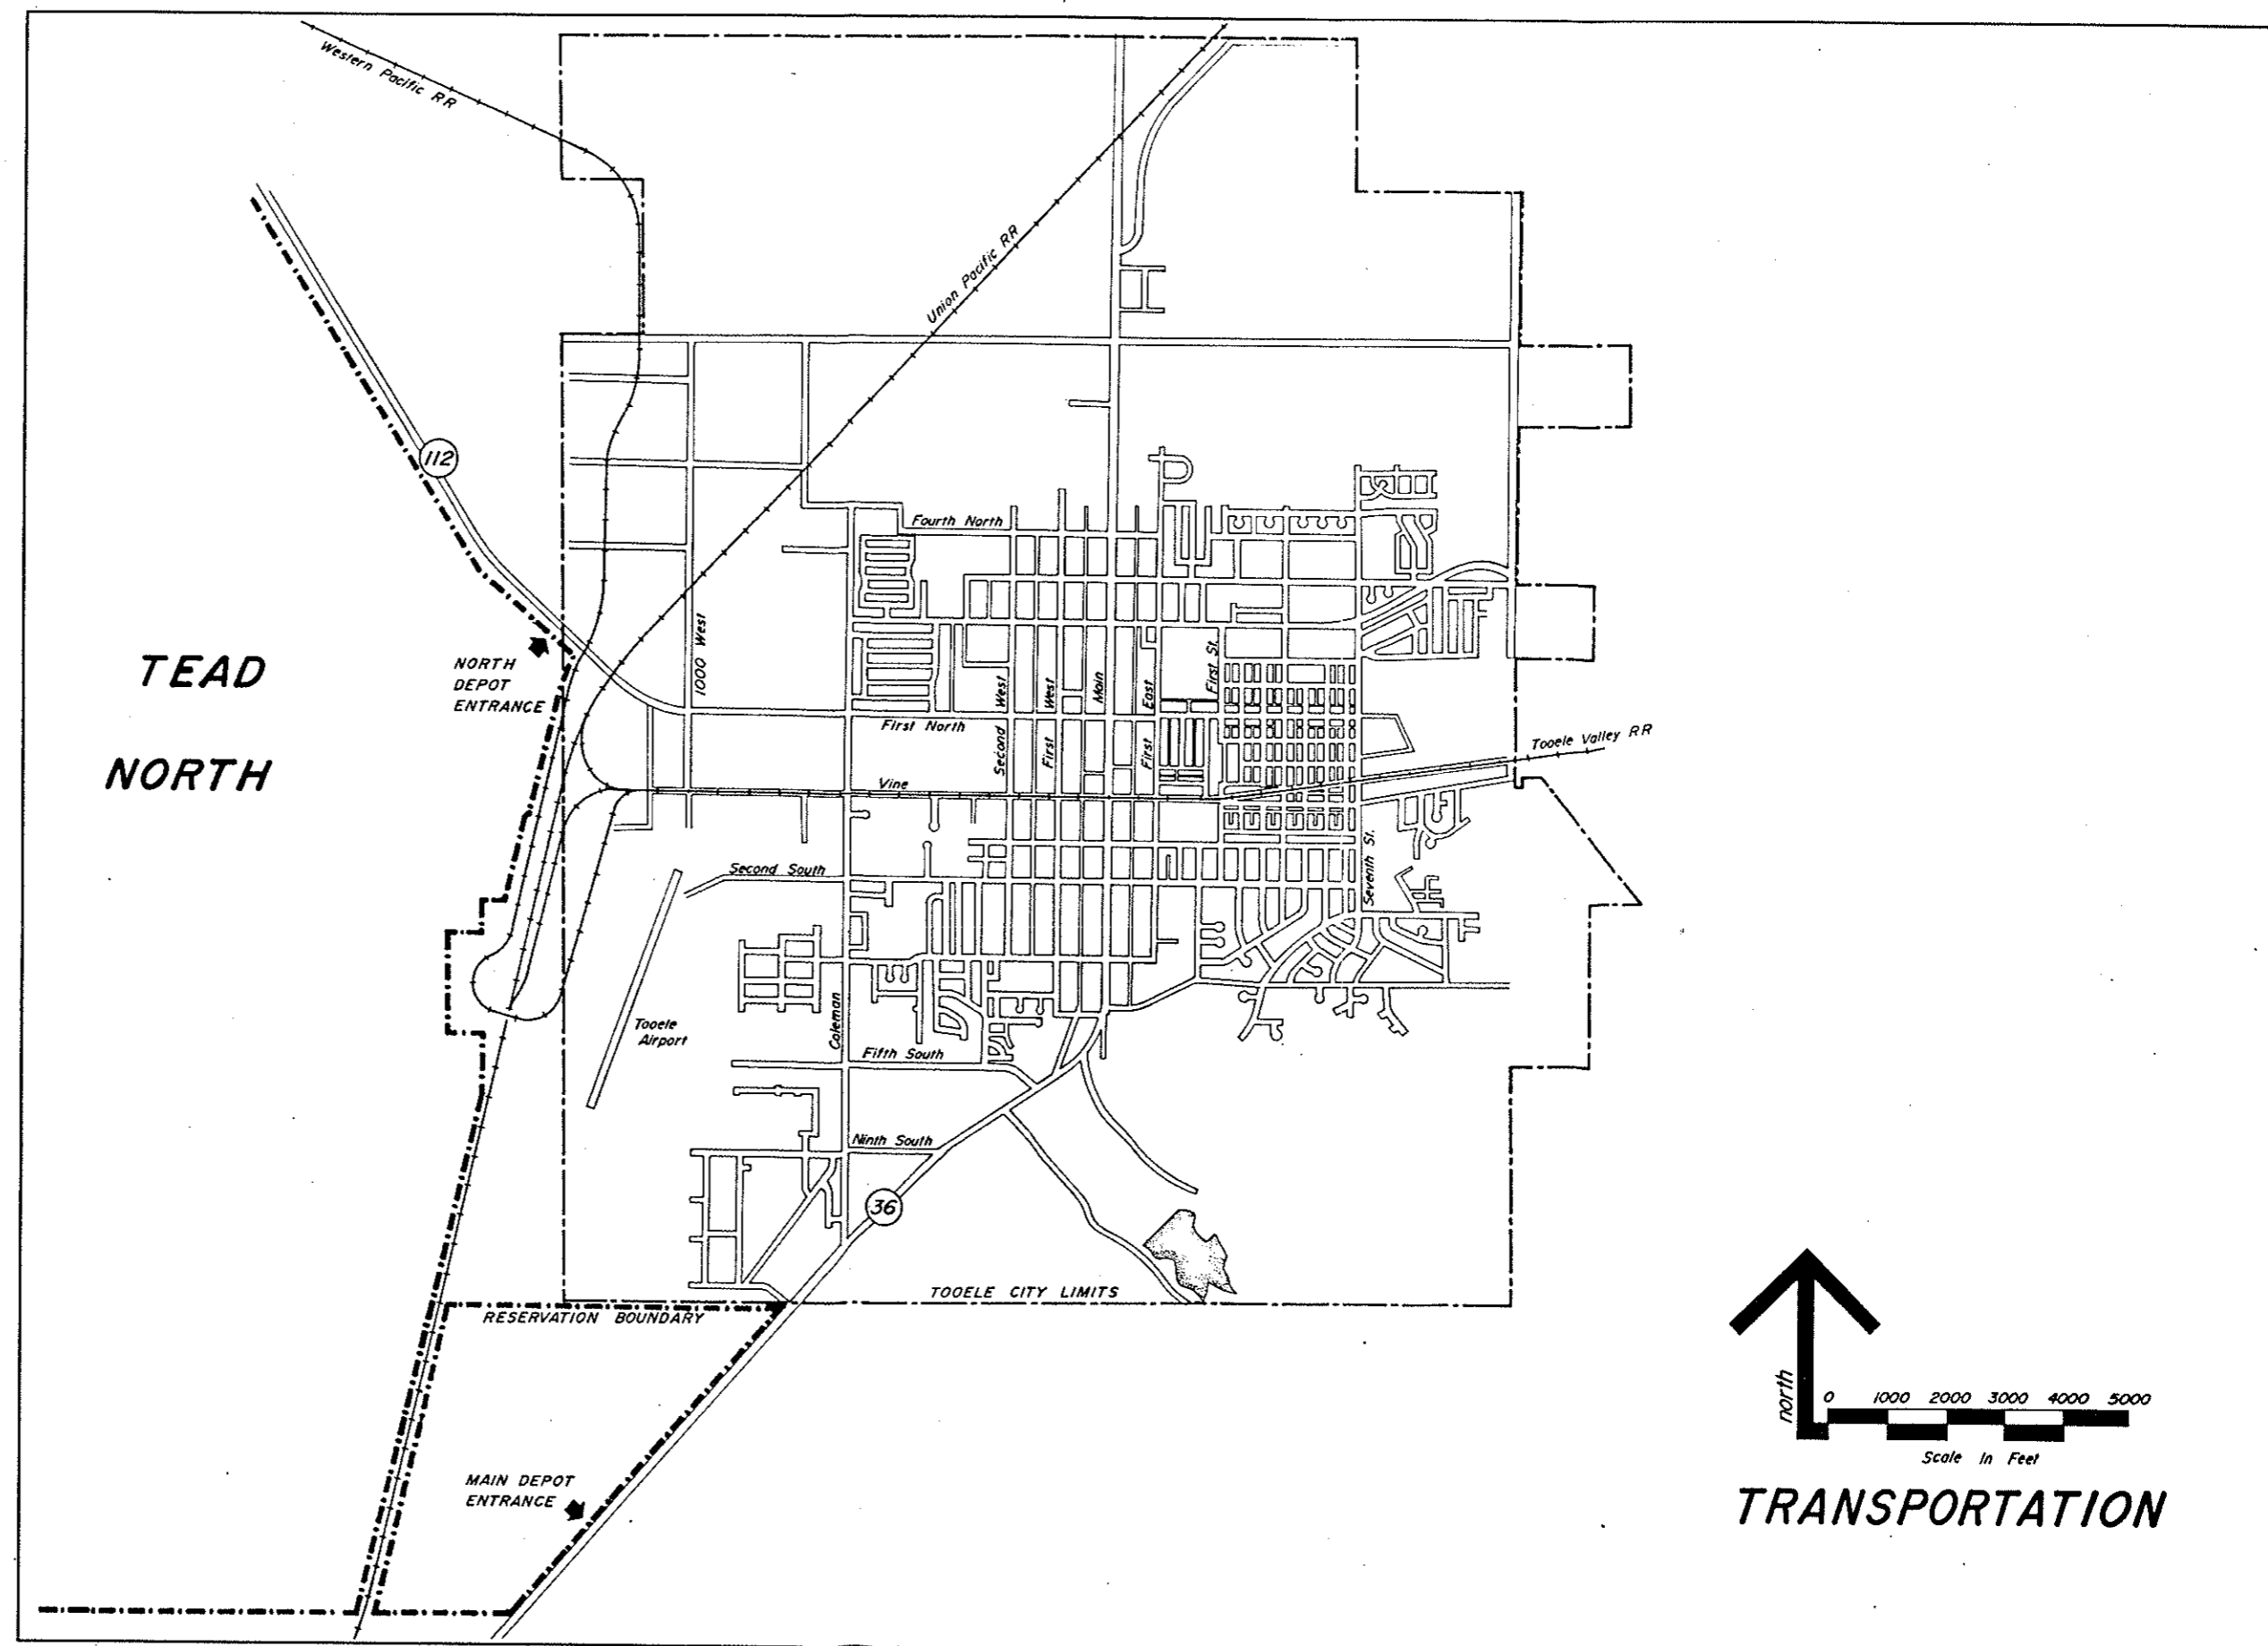 Western Pacific RR
Union Pacific RR
112
Fourth North
TEAD
NORTH
NORTH
DEPOT
ENTRANCE
1000 West
Second West
First West
Main
First East
First St.
First North
Vine
Tooele Valley RR
Second South
Seventh St.
Tooele
Airport
Coleman
Fifth South
Ninth South
36
TOOELE CITY LIMITS
RESERVATION BOUNDARY
MAIN DEPOT
ENTRANCE
north
0 1000 2000 3000 4000 5000
Scale In Feet
TRANSPORTATION